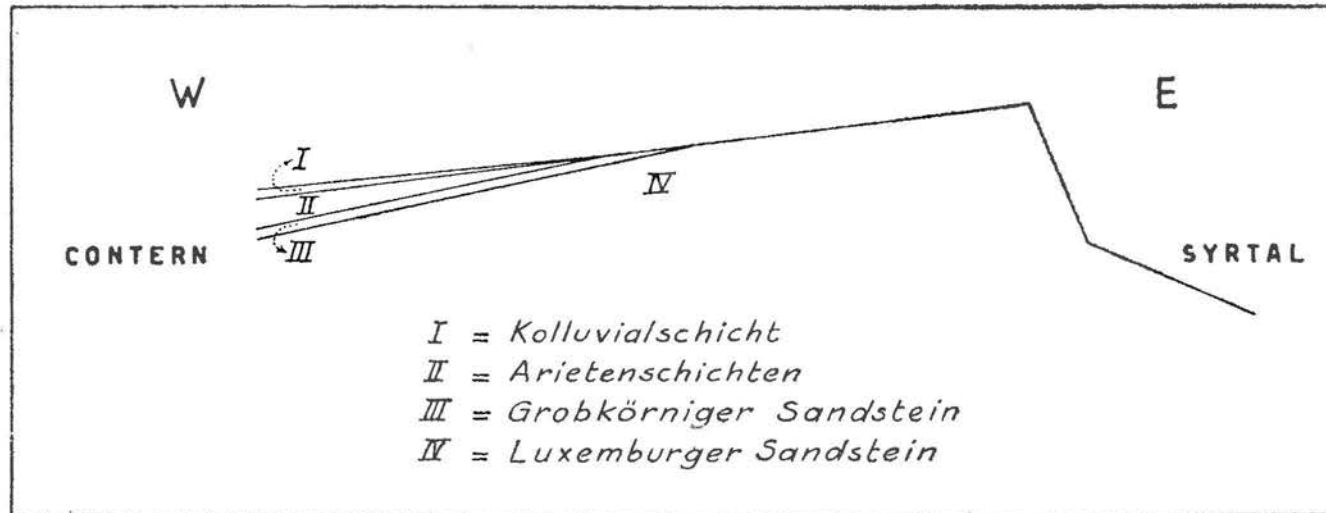 W
E
I
II
IV
III
CONTERN
SYRTAL
I = Kolluvialschicht
II = Arietenschichten
III = Grobkörniger Sandstein
IV = Luxemburger Sandstein